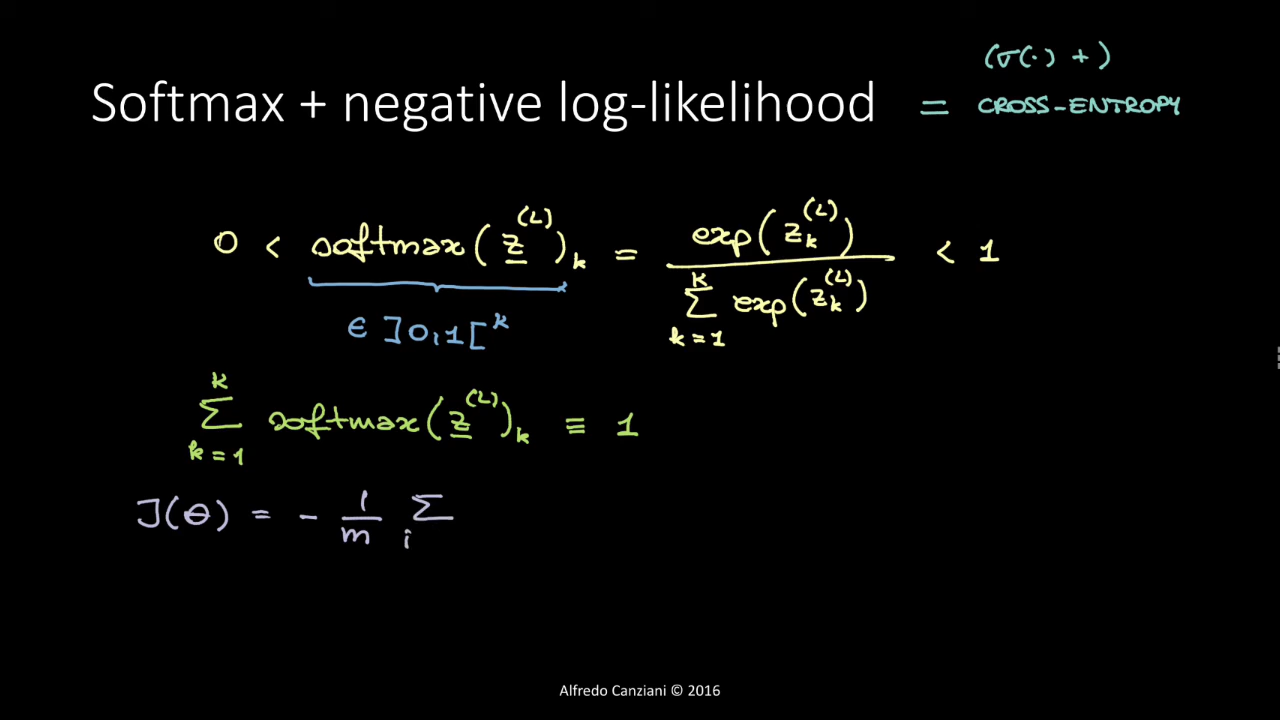 (σ(·) + )
Softmax + negative log-likelihood = CROSS-ENTROPY
0 < softmax(z^(L))_k = exp(z_k^(L)) / Σ_{k=1}^{K} exp(z_k^(L)) < 1
∈ ]0,1[^K
Σ_{k=1}^{K} softmax(z^(L))_k ≡ 1
J(θ) = - 1/m Σ_i
Alfredo Canziani © 2016